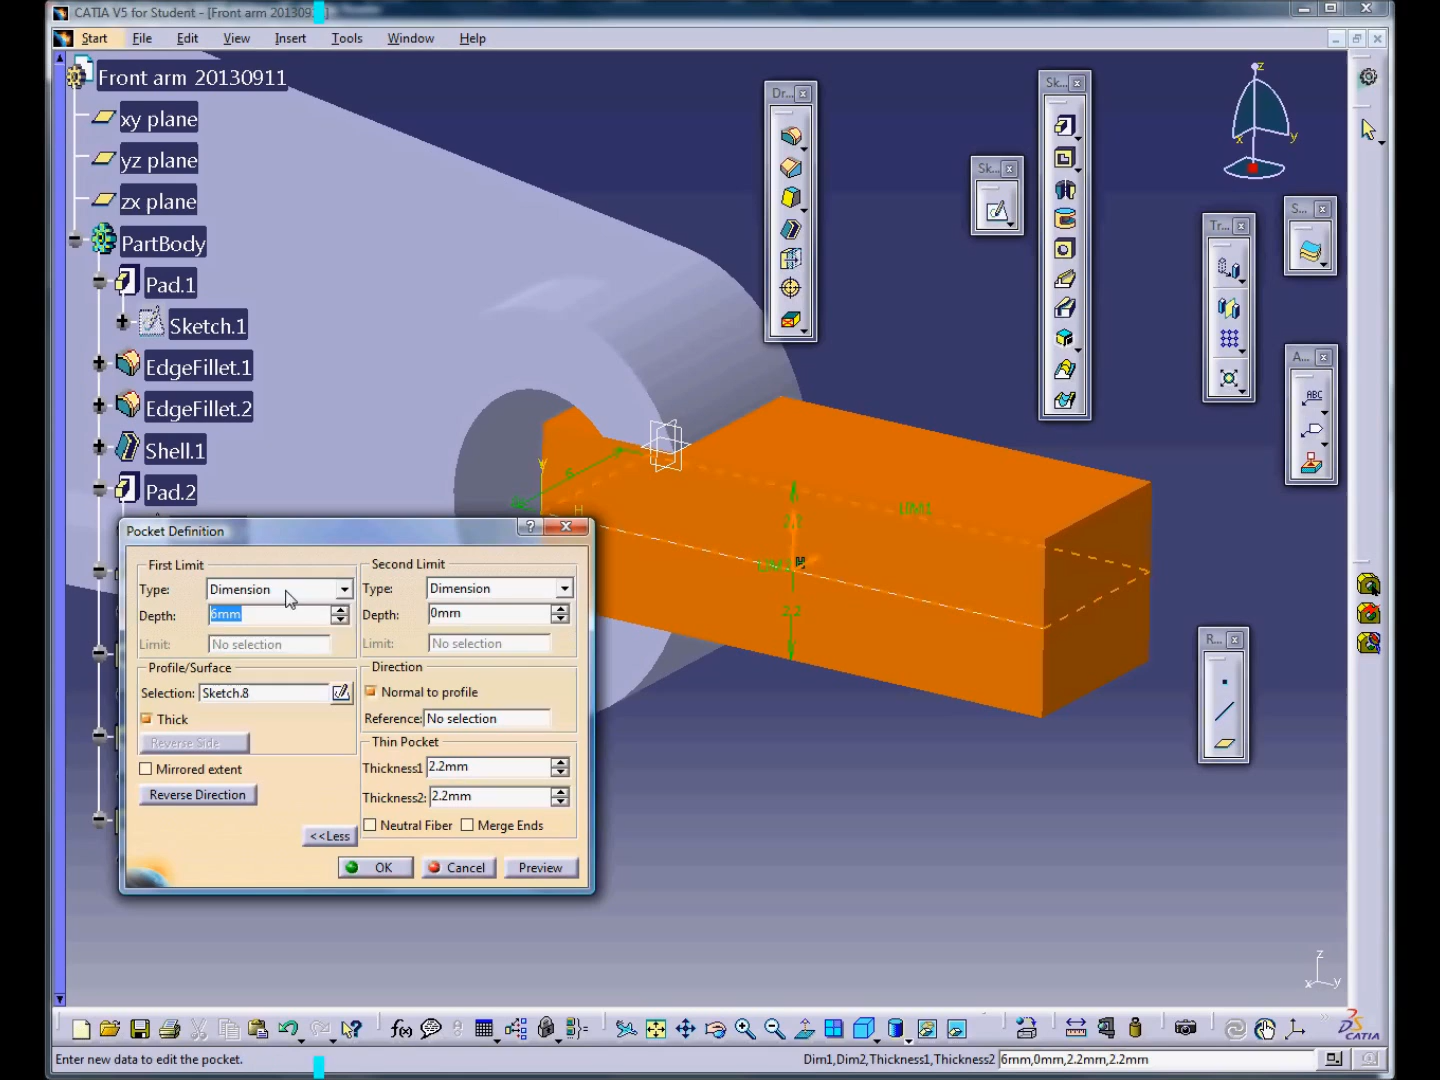 CATIA V5 for Student - [Front arm 201309
Start File Edit View Insert Tools Window Help
Front arm 20130911
xy plane
yz plane
zx plane
PartBody
Pad.1
Sketch.1
EdgeFillet.1
EdgeFillet.2
Shell.1
Pad.2
Dr...
Sk...
Sk...
Tr...
S...
A...
ABC
R...
z
x
y
6
V
H
2.2
LIM1
H
2.2
Pocket Definition
First Limit
Type: Dimension
Depth: 6mm
Limit: No selection
Profile/Surface
Selection: Sketch.8
Thick
Reverse Side
Mirrored extent
Reverse Direction
<<Less
Second Limit
Type: Dimension
Depth: 0mm
Limit: No selection
Direction
Normal to profile
Reference: No selection
Thin Pocket
Thickness1 2.2mm
Thickness2: 2.2mm
Neutral Fiber Merge Ends
OK Cancel Preview
z
x y
f(x)
CATIA
Enter new data to edit the pocket.
Dim1,Dim2,Thickness1,Thickness2 6mm,0mm,2.2mm,2.2mm